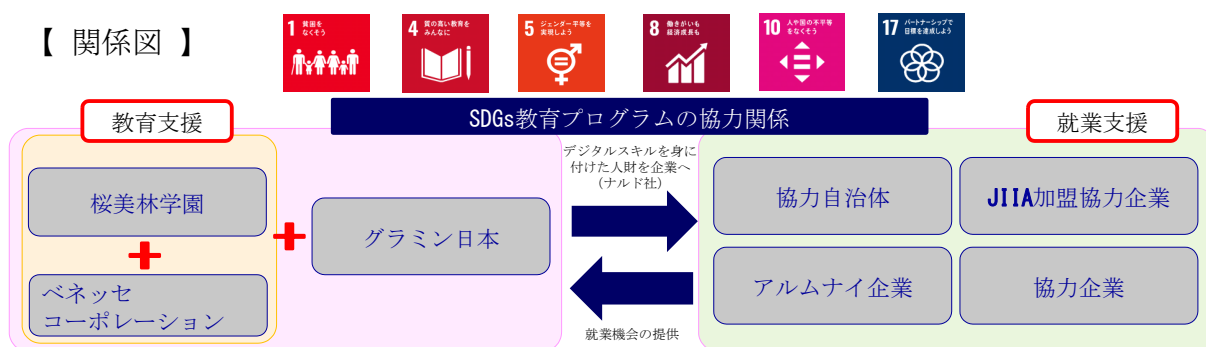 【 関係図 】
1 貧困を
なくそう
4 質の高い教育を
みんなに
5 ジェンダー平等を
実現しよう
8 働きがいも
経済成長も
10 人や国の不平等
をなくそう
17 パートナーシップで
目標を達成しよう
SDGs教育プログラムの協力関係
教育支援
桜美林学園
ベネッセ
コーポレーション
グラミン日本
デジタルスキルを身に
付けた人財を企業へ
(ナルド社)
就業機会の提供
就業支援
協力自治体
JIIA加盟協力企業
アルムナイ企業
協力企業